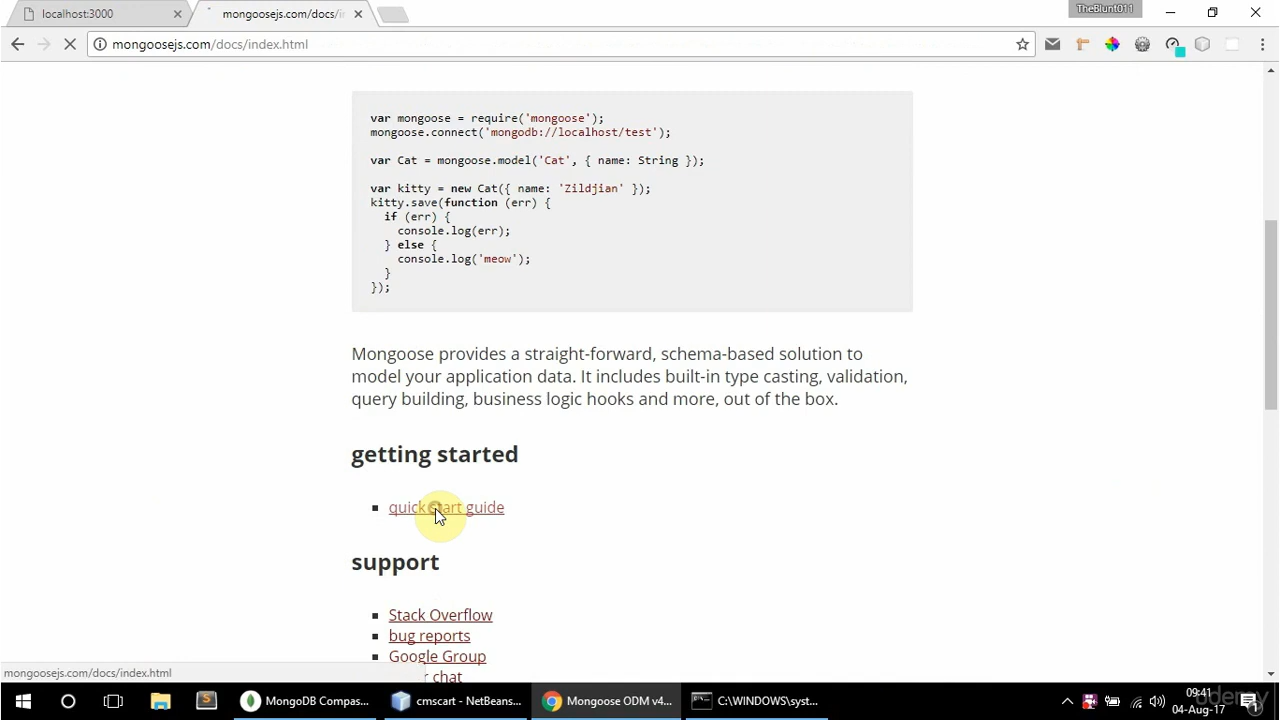 localhost:3000
mongoosejs.com/docs/in
TheBlunt011
mongoosejs.com/docs/index.html
var mongoose = require('mongoose');
mongoose.connect('mongodb://localhost/test');
var Cat = mongoose.model('Cat', { name: String });
var kitty = new Cat({ name: 'Zildjian' });
kitty.save(function (err) {
if (err) {
console.log(err);
} else {
console.log('meow');
}
});
Mongoose provides a straight-forward, schema-based solution to
model your application data. It includes built-in type casting, validation,
query building, business logic hooks and more, out of the box.
getting started
quick start guide
support
Stack Overflow
bug reports
Google Group
r chat
mongoosejs.com/docs/index.html
MongoDB Compass...
cmscart - NetBeans...
Mongoose ODM v4...
C:\WINDOWS\syst...
09:41
04-Aug-17
udemy